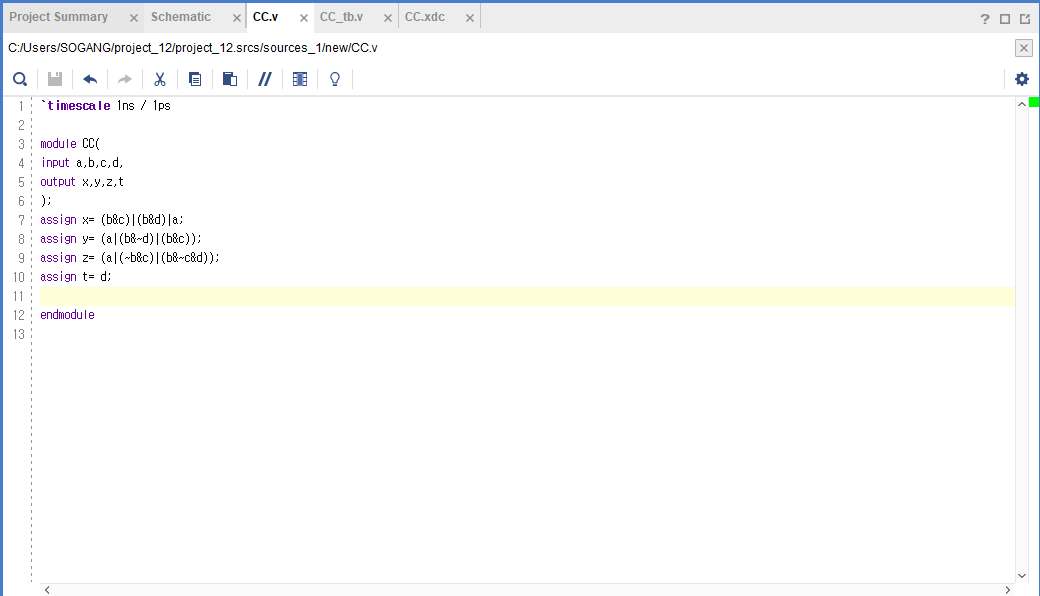 Project Summary × Schematic × CC.v × CC_tb.v × CC.xdc ×
C:/Users/SOGANG/project_12/project_12.srcs/sources_1/new/CC.v
1 `timescale 1ns / 1ps
2
3 module CC(
4 input a,b,c,d,
5 output x,y,z,t
6 );
7 assign x= (b&c)|(b&d)|a;
8 assign y= (a|(b&~d)|(b&c));
9 assign z= (a|(~b&c)|(b&~c&d));
10 assign t= d;
11
12 endmodule
13